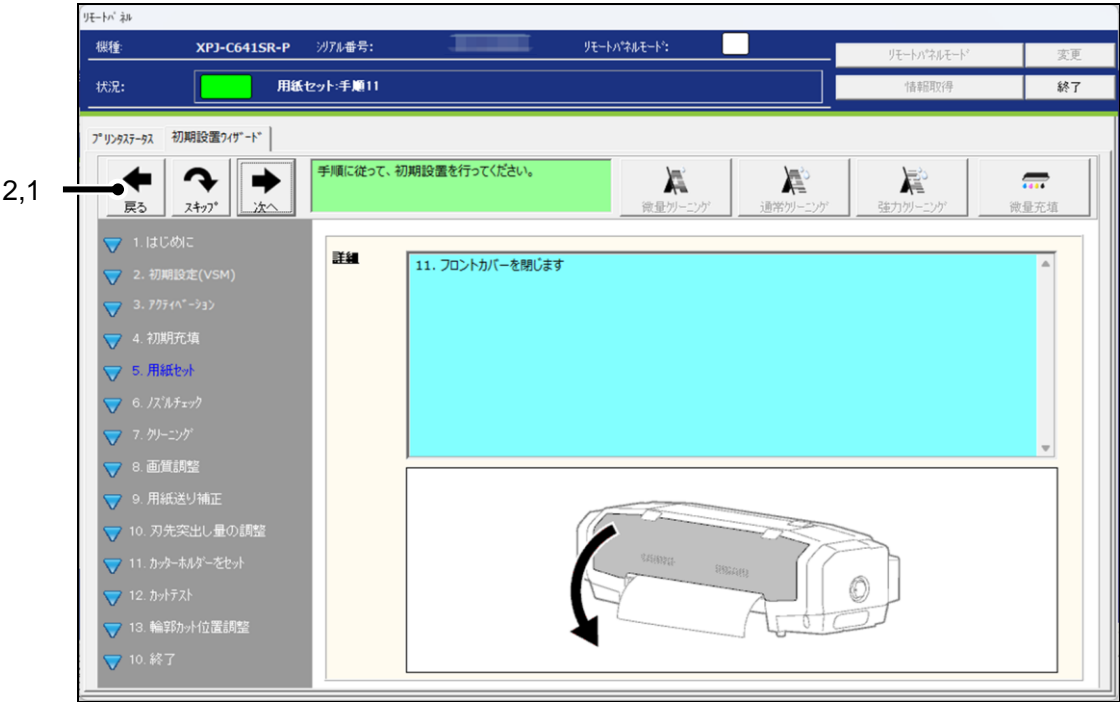 リモートパネル
機種: XPJ-C641SR-P シリアル番号: リモートパネルモード:
リモートパネルモード 変更
状況: 用紙セット:手順11
情報取得 終了
プリンタステータス 初期設置ウィザード
2,1
戻る スキップ 次へ
手順に従って、初期設置を行ってください。
微量クリーニング 通常クリーニング 強力クリーニング 微量充填
1. はじめに
2. 初期設定(VSM)
3. アクティベーション
4. 初期充填
5. 用紙セット
6. ノズルチェック
7. クリーニング
8. 画質調整
9. 用紙送り補正
10. 刃先突出し量の調整
11. カッターホルダーをセット
12. カットテスト
13. 輪郭カット位置調整
10. 終了
詳細
11. フロントカバーを閉じます